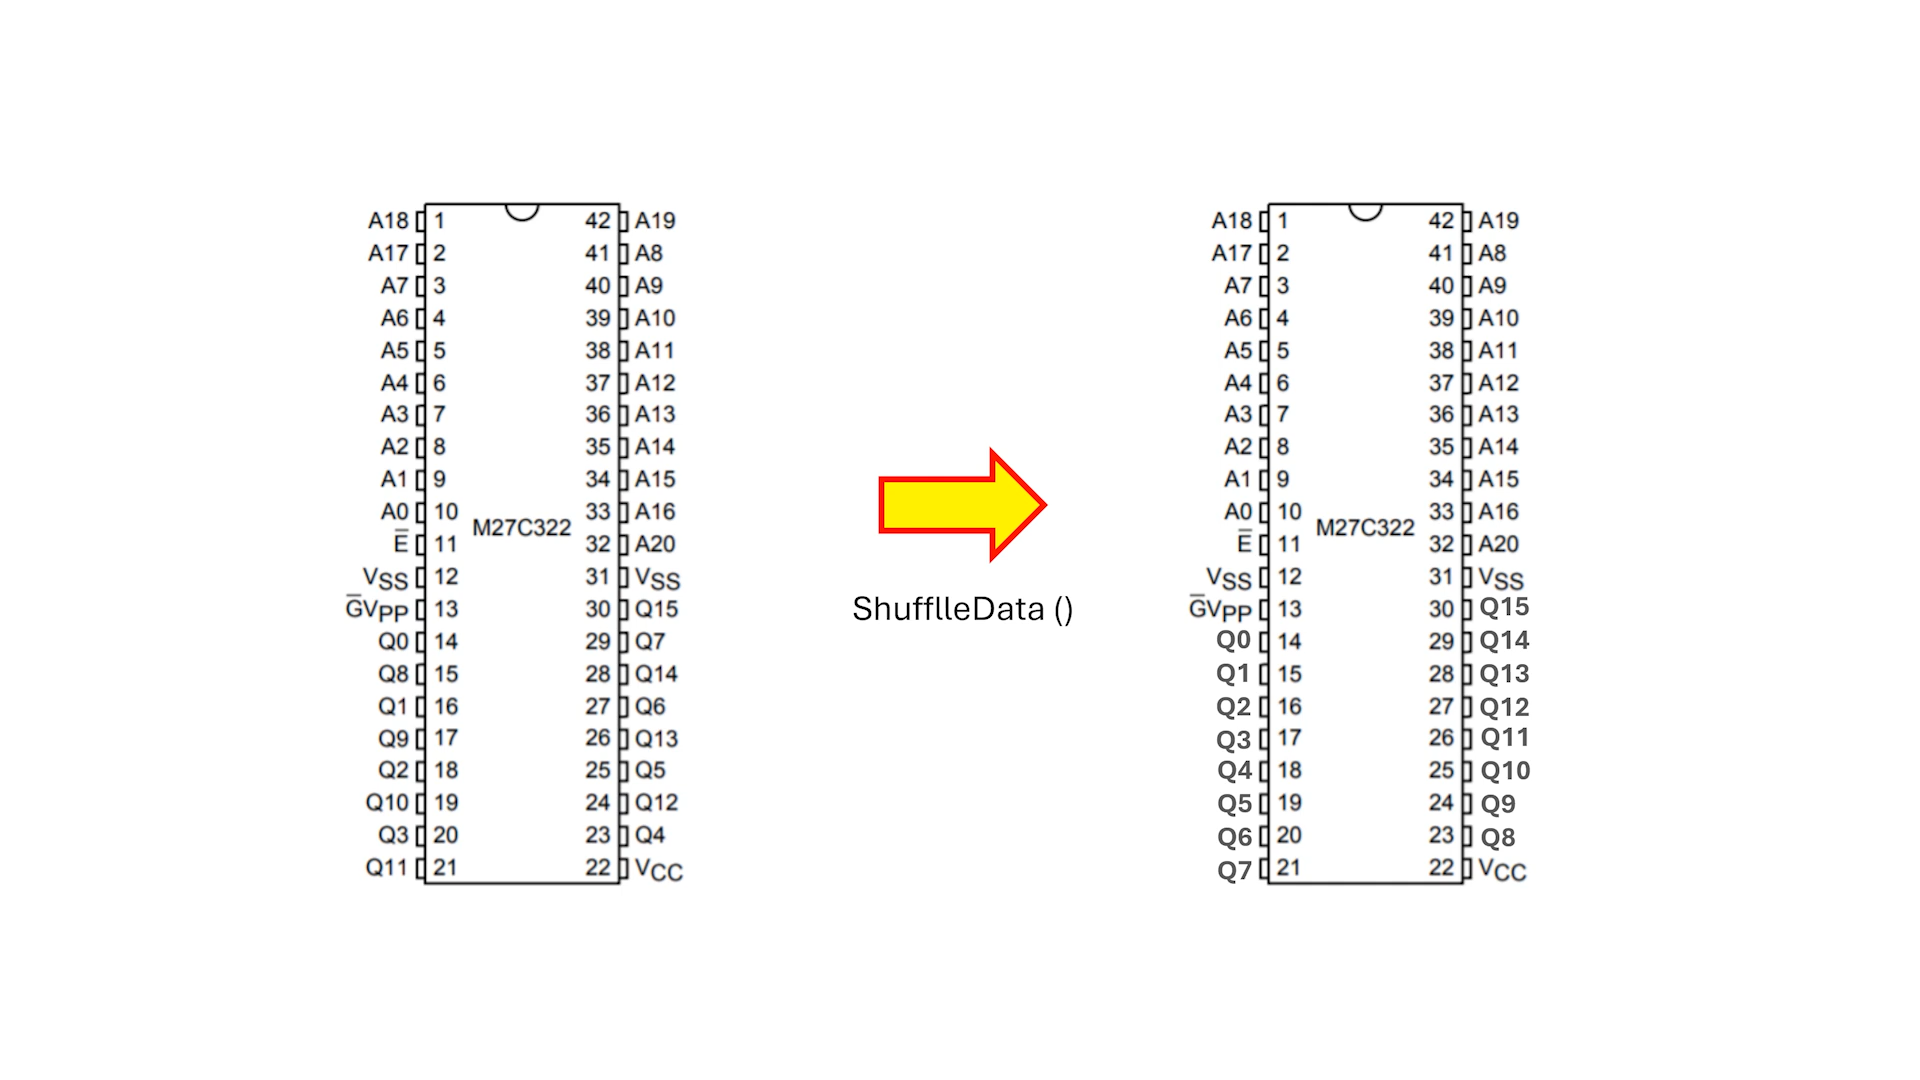 A18 1 42 A19
A17 2 41 A8
A7 3 40 A9
A6 4 39 A10
A5 5 38 A11
A4 6 37 A12
A3 7 36 A13
A2 8 35 A14
A1 9 34 A15
A0 10 33 A16
M27C322
E̅ 11 32 A20
VSS 12 31 VSS
G̅VPP 13 30 Q15
Q0 14 29 Q7
Q8 15 28 Q14
Q1 16 27 Q6
Q9 17 26 Q13
Q2 18 25 Q5
Q10 19 24 Q12
Q3 20 23 Q4
Q11 21 22 VCC
ShufflleData ()
A18 1 42 A19
A17 2 41 A8
A7 3 40 A9
A6 4 39 A10
A5 5 38 A11
A4 6 37 A12
A3 7 36 A13
A2 8 35 A14
A1 9 34 A15
A0 10 33 A16
M27C322
E̅ 11 32 A20
VSS 12 31 VSS
G̅VPP 13 30 Q15
Q0 14 29 Q14
Q1 15 28 Q13
Q2 16 27 Q12
Q3 17 26 Q11
Q4 18 25 Q10
Q5 19 24 Q9
Q6 20 23 Q8
Q7 21 22 VCC